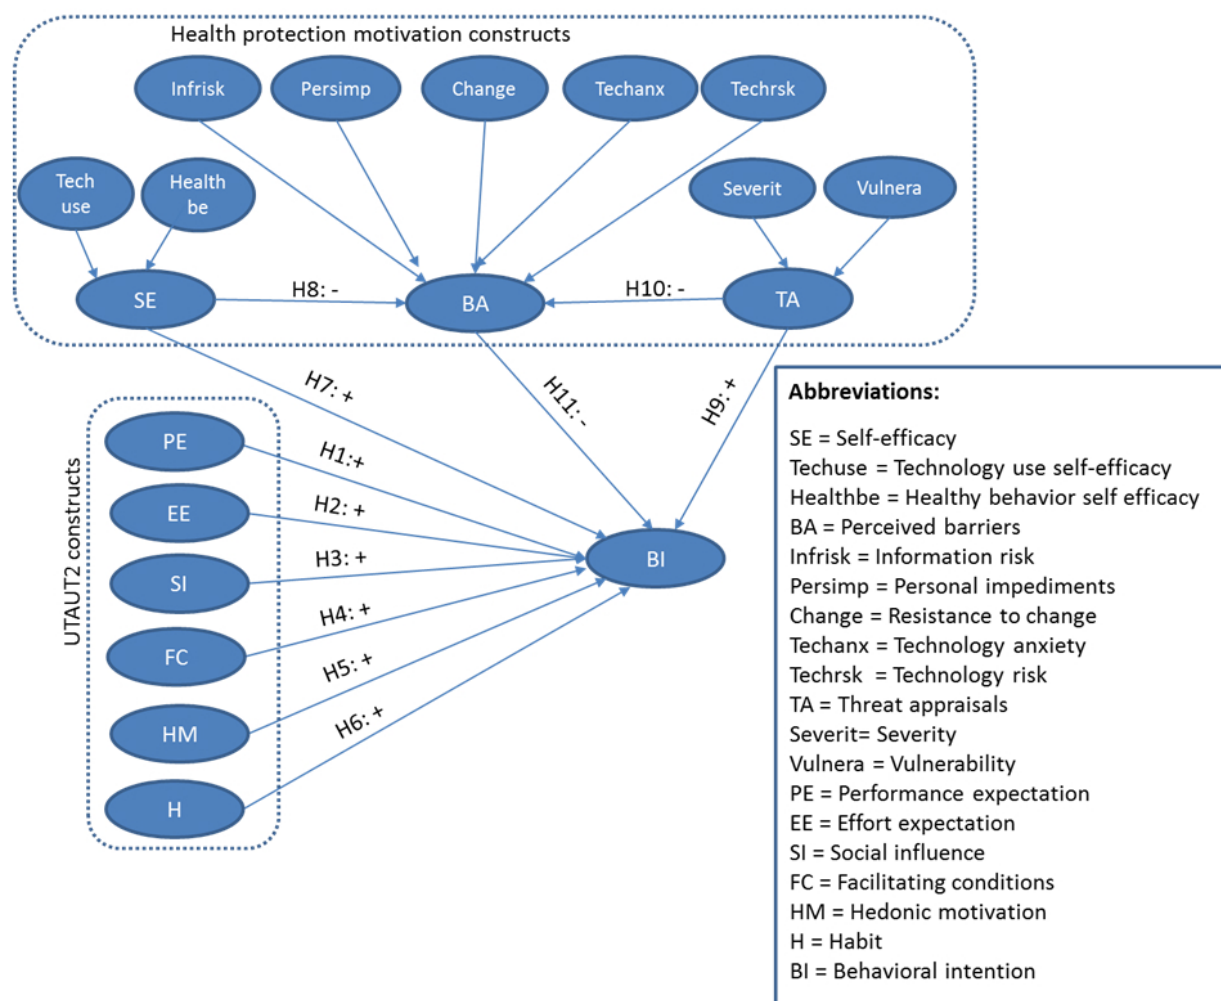 Health protection motivation constructs
Infrisk
Persimp
Change
Techanx
Techrsk
Tech
use
Health
be
Severit
Vulnera
SE
H8: -
BA
H10: -
TA
H7: +
H11: -
H9: +
UTAUT2 constructs
PE
H1:+
EE
H2: +
SI
H3: +
BI
FC
H4: +
HM
H5: +
H
H6: +
Abbreviations:
SE = Self-efficacy
Techuse = Technology use self-efficacy
Healthbe = Healthy behavior self efficacy
BA = Perceived barriers
Infrisk = Information risk
Persimp = Personal impediments
Change = Resistance to change
Techanx = Technology anxiety
Techrsk = Technology risk
TA = Threat appraisals
Severit= Severity
Vulnera = Vulnerability
PE = Performance expectation
EE = Effort expectation
SI = Social influence
FC = Facilitating conditions
HM = Hedonic motivation
H = Habit
BI = Behavioral intention